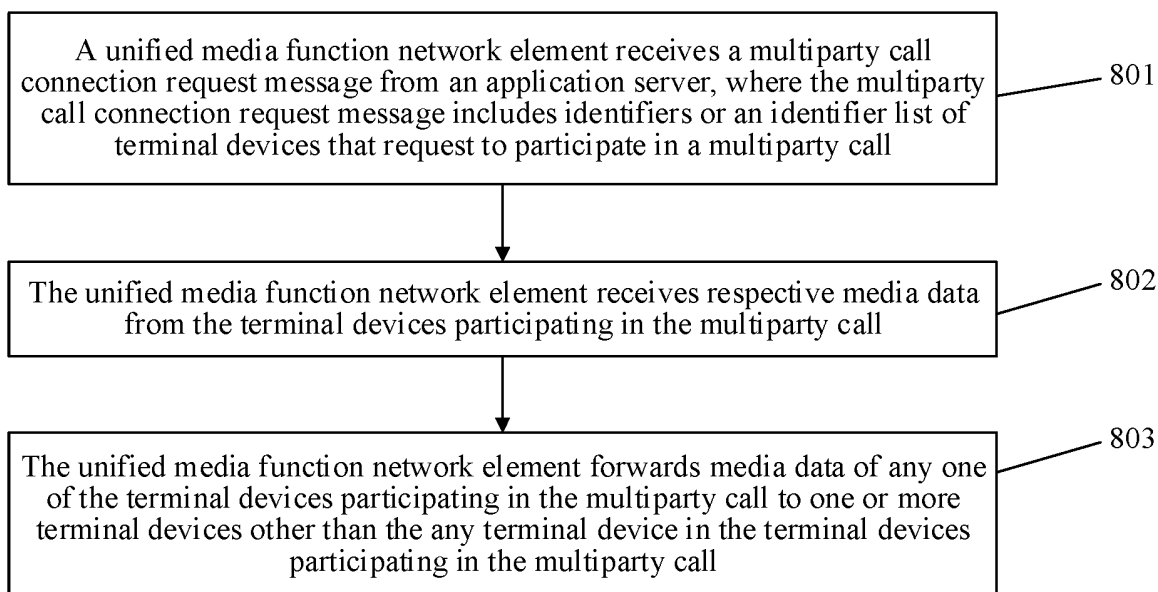 A unified media function network element receives a multiparty call
connection request message from an application server, where the multiparty
call connection request message includes identifiers or an identifier list of
terminal devices that request to participate in a multiparty call
801
The unified media function network element receives respective media data
from the terminal devices participating in the multiparty call
802
The unified media function network element forwards media data of any one
of the terminal devices participating in the multiparty call to one or more
terminal devices other than the any terminal device in the terminal devices
participating in the multiparty call
803